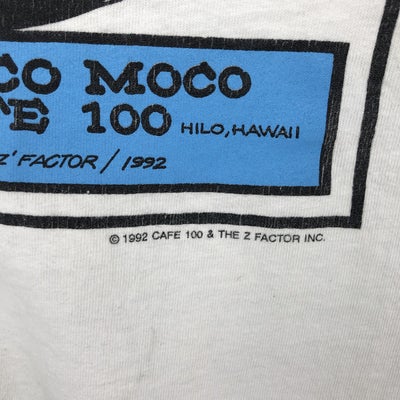 CO MOCO
E 100 HILO, HAWAII
Z' FACTOR / 1992
© 1992 CAFE 100 & THE Z FACTOR INC.